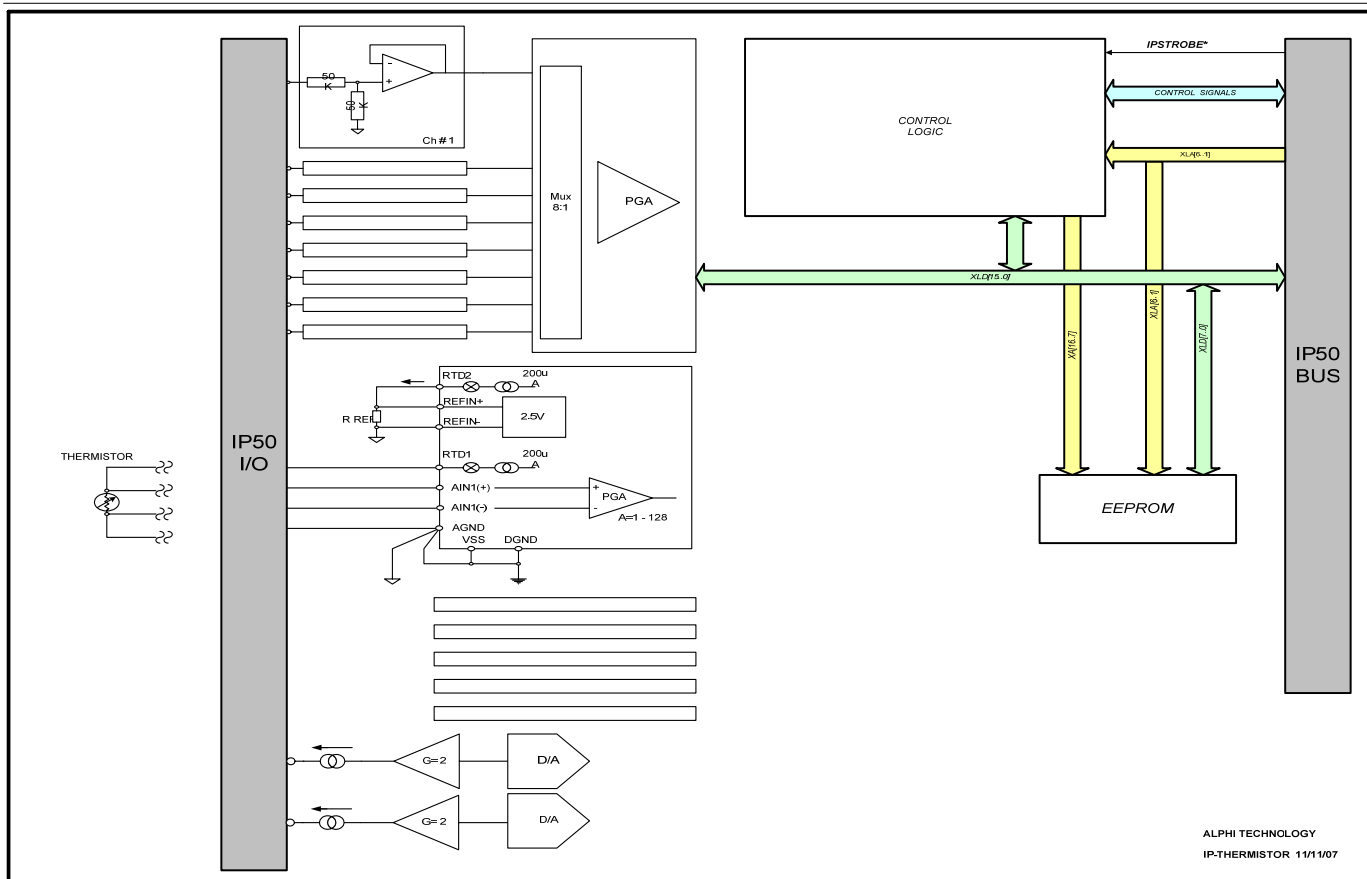 IPSTROBE*
50
K
50
K
Ch # 1
CONTROL SIGNALS
CONTROL
LOGIC
XLA[6..1]
Mux
8:1
PGA
XLD[15..0]
XA[16..7]
XLA[6..1]
XLD[7..0]
IP50
BUS
RTD2
200u
A
REFIN+
2.5V
R REF
REFIN-
IP50
I/O
THERMISTOR
RTD1
200u
A
AIN1(+)
+
PGA
AIN1(-)
-
A=1 - 128
AGND
VSS
DGND
EEPROM
G=2
D/A
G=2
D/A
ALPHI TECHNOLOGY
IP-THERMISTOR 11/11/07